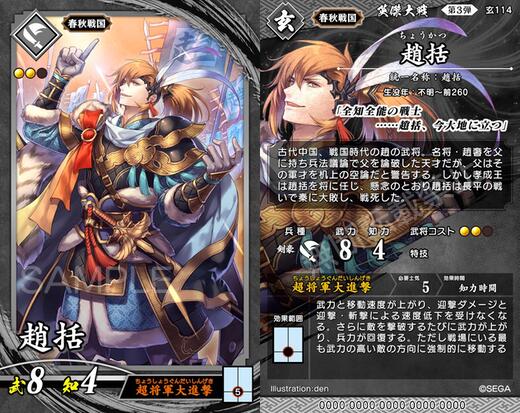 春秋戦国
SAMPLE
趙括
武8 知4
ちょうしょうぐんだいしんげき
超将軍大進撃
5
玄
春秋戦国
英傑大戦
第3弾
玄114
ちょうかつ
趙括
統一名称：趙括
生没年 不明〜前260
「全知全能の戦士
……趙括、今大地に立つ」
古代中国、戦国時代の趙の武将。名将・趙奢を父
に持ち兵法議論で父を論破した天才だが、父はそ
の軍才を机上の空論だと警告する。しかし孝成王
は趙括を将に任じ、懸念のとおり趙括は長平の戦
いで秦に大敗し、戦死した。
兵種
武力
知力
武将コスト
剣豪
8
4
特技
ちょうしょうぐんだいしんげき
超将軍大進撃
必要士気
5
効果時間
知力時間
効果範囲
武力と移動速度が上がり、迎撃ダメージと
迎撃・斬撃による速度低下を受けなくな
る。さらに敵を撃破するたびに武力が上が
り、兵力が回復する。ただし戦場にいる最
も武力が高い敵の方向に強制的に移動する
Illustration:den
©SEGA
0000 0000 0000 0000 0000